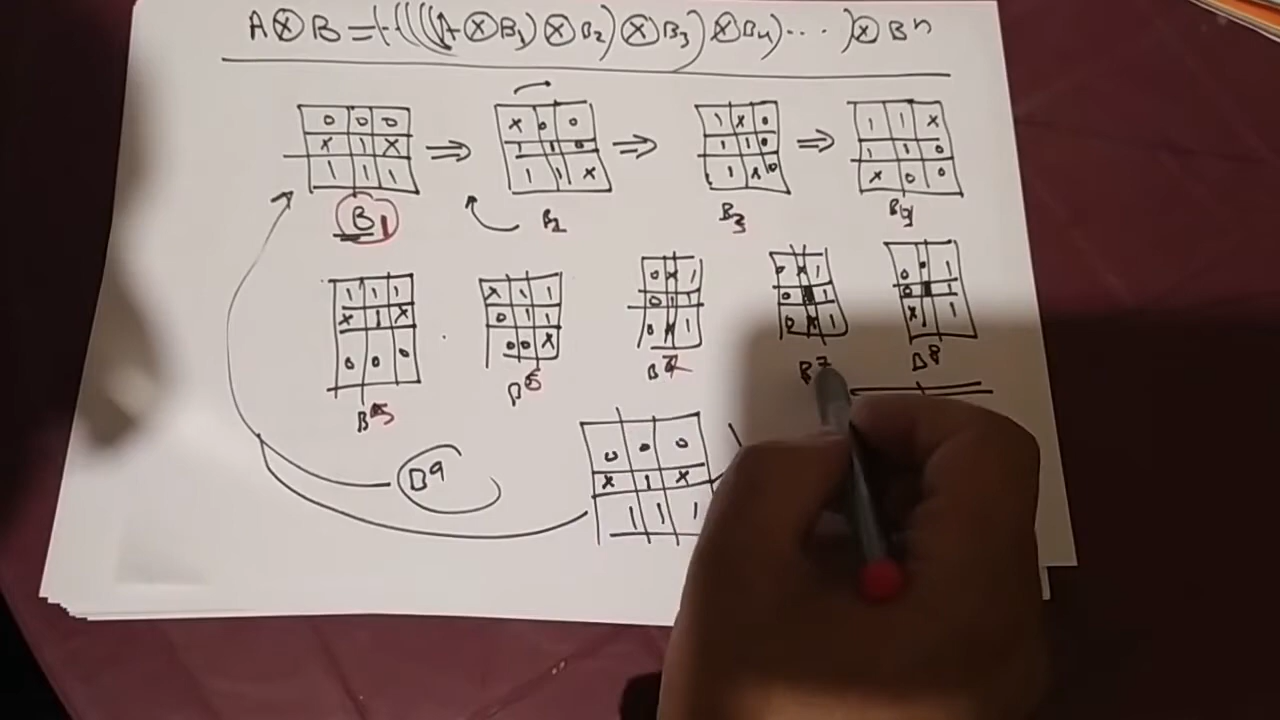 A⊗B=(-((((A⊗B₁)⊗B₂)⊗B₃)⊗B₄)...)⊗Bⁿ
0 0 0 x 0 0 1 x 0 1 1 x
x 1 x ⇒ 1 1 0 ⇒ 1 1 0 ⇒ 1 1 0
1 1 1 1 1 x 1 x 0 x 0 0
B₁ B₂ B₃ B₄
1 1 1 x 1 1 0 x 1 0 x 1 0 1
x 1 x 0 1 1 0 1 1 0 1 0 1
0 0 0 0 0 x 0 x 1 0 x 1 x 1
B⁵ B⁶ B⁷ B⁸
B⁹
0 0 0
x 1 x
1 1 1